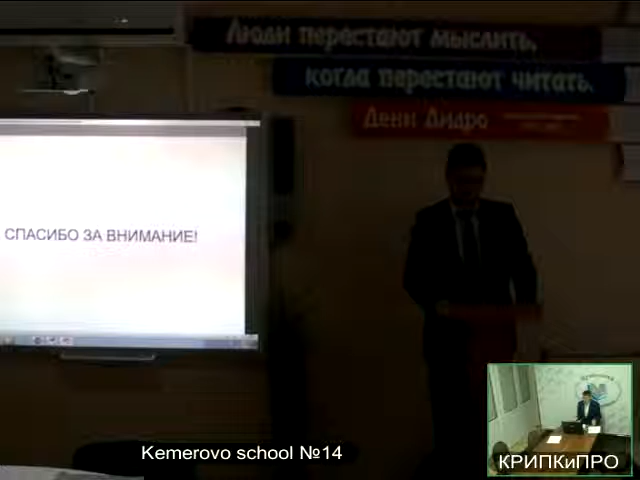 Люди перестают мыслить,
когда перестают читать.
Дени Дидро
СПАСИБО ЗА ВНИМАНИЕ!
Kemerovo school №14
КРИПКиПРО